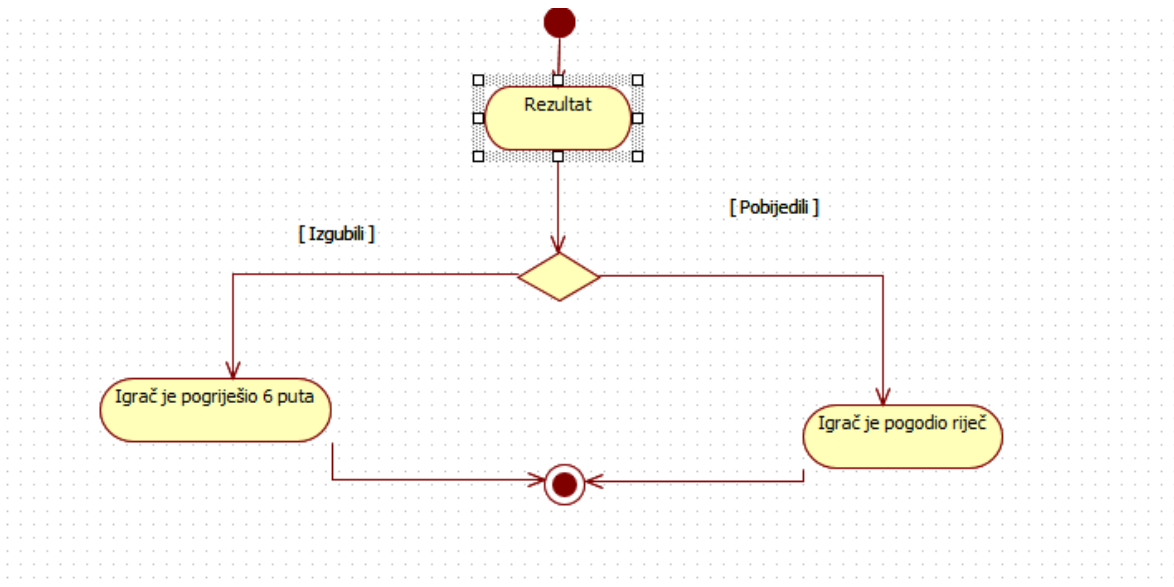 Rezultat
[ Pobijedili ]
[ Izgubili ]
Igrač je pogriješio 6 puta
Igrač je pogodio riječ